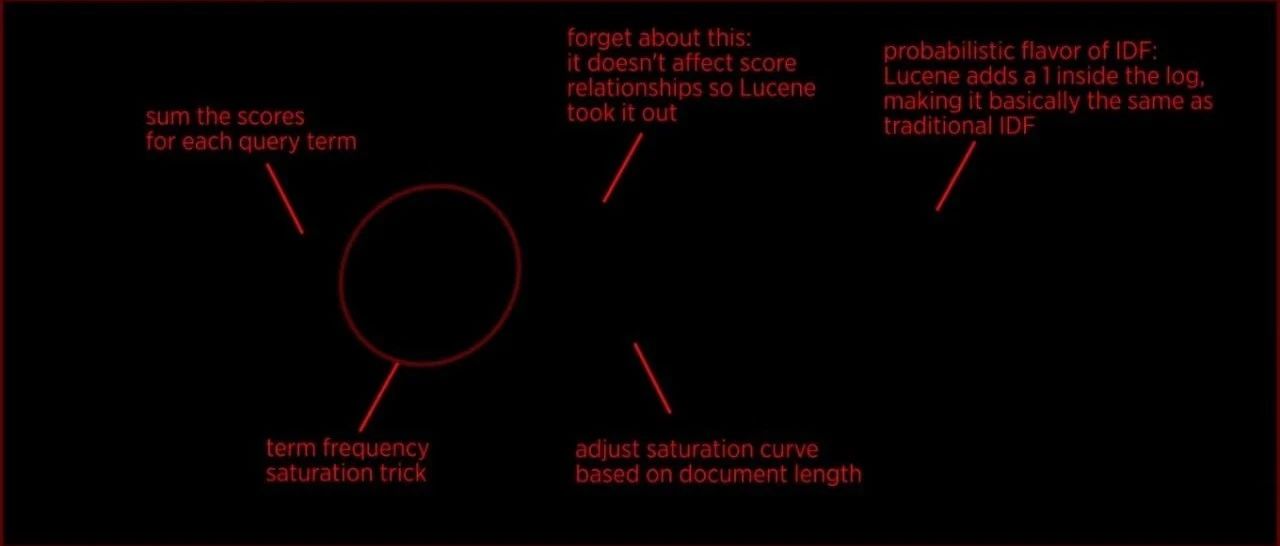 forget about this:
it doesn't affect score
relationships so Lucene
took it out
probabilistic flavor of IDF:
Lucene adds a 1 inside the log,
making it basically the same as
traditional IDF
sum the scores
for each query term
term frequency
saturation trick
adjust saturation curve
based on document length